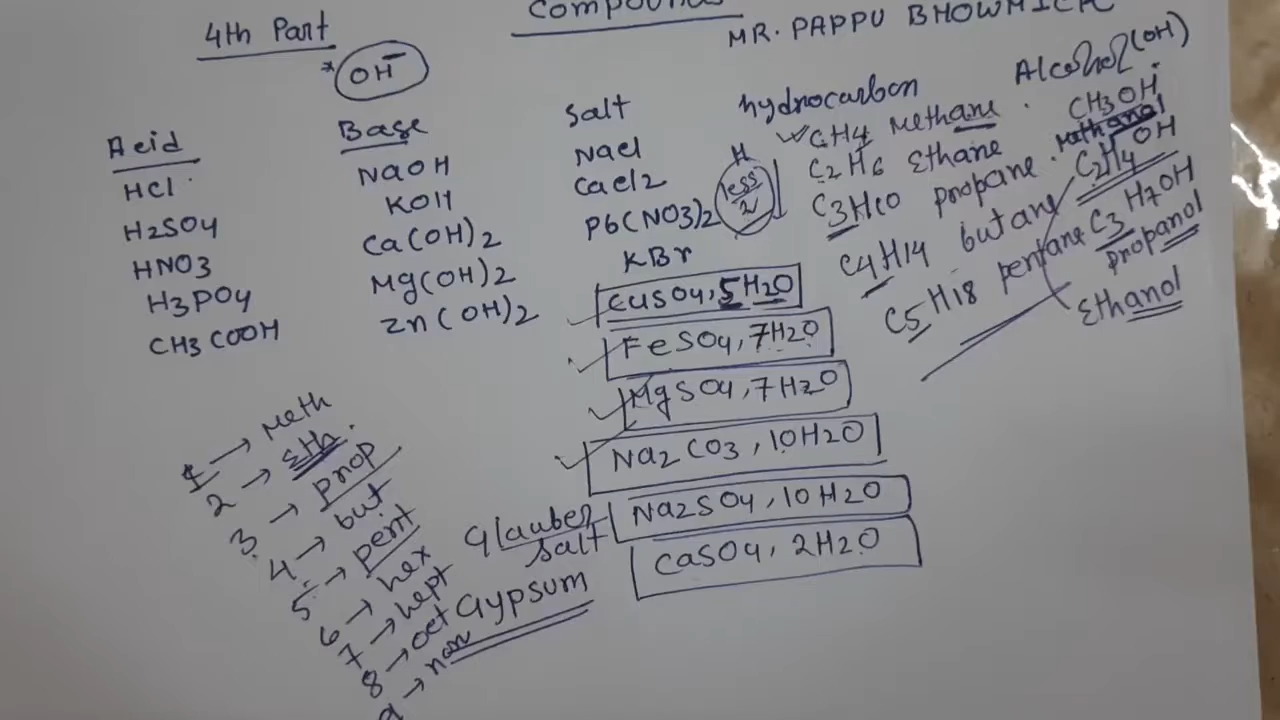 4th Part
Compound
MR. PAPPU BHOWMICK
* OH⁻
Acid
HCl
H2SO4
HNO3
H3PO4
CH3COOH
Base
NaOH
KOH
Ca(OH)2
Mg(OH)2
Zn(OH)2
Salt
NaCl
CaCl2
Pb(NO3)2
KBr
CuSO4, 5H2O
FeSO4, 7H2O
MgSO4, 7H2O
Na2CO3, 10H2O
Glauber Salt Na2SO4, 10H2O
Gypsum CaSO4, 2H2O
hydrocarbon
CH4 Methane
C2H6 Ethane
C3H10 propane
C4H14 butane
C5H18 pentane
H
less
2
Alcohol (OH)
CH3OH
Methanol
C2H4OH
C3H7OH
propanol
Ethanol
1 → Meth
2 → Eth
3 → prop
4 → but
5 → pent
6 → hex
7 → hept
8 → oct
9 → non